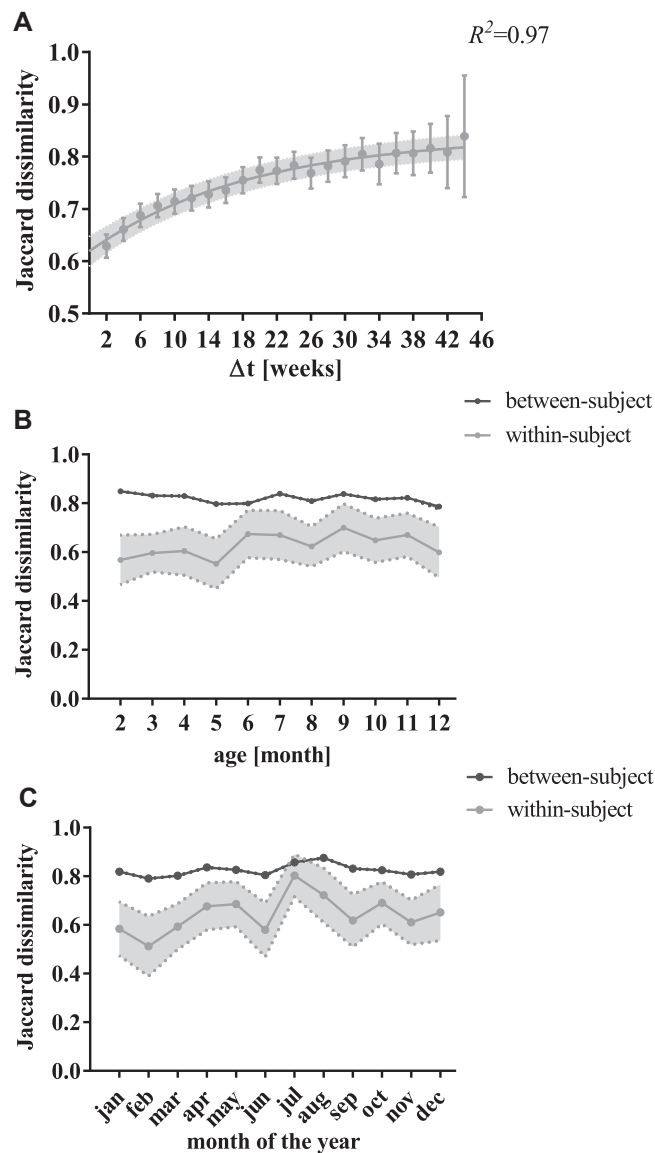 A
R²=0.97
Jaccard dissimilarity
1.0
0.9
0.8
0.7
0.6
0.5
2 6 10 14 18 22 26 30 34 38 42 46
Δt [weeks]
between-subject
within-subject
B
Jaccard dissimilarity
1.0
0.8
0.6
0.4
0.2
0.0
2 3 4 5 6 7 8 9 10 11 12
age [month]
between-subject
within-subject
C
Jaccard dissimilarity
1.0
0.8
0.6
0.4
0.2
0.0
jan feb mar apr may jun jul aug sep oct nov dec
month of the year